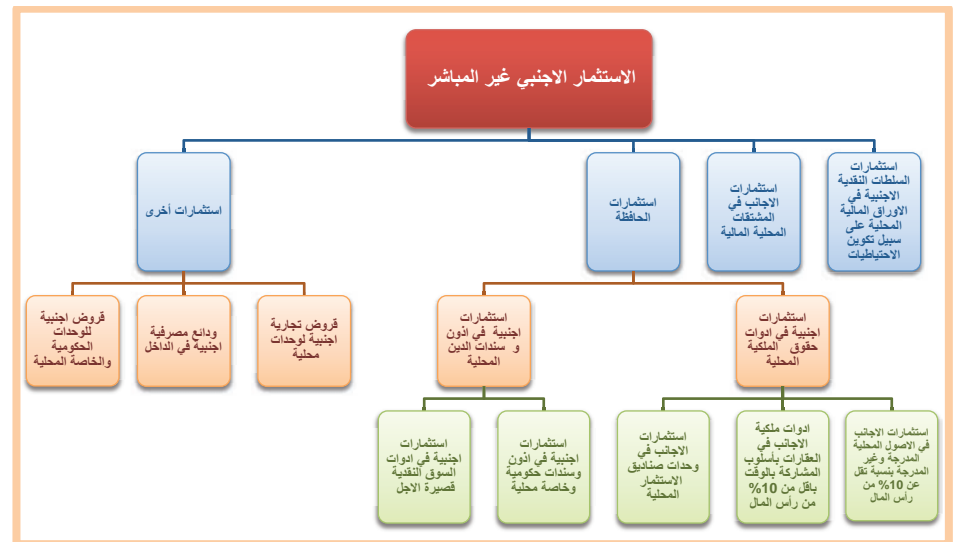 الاستثمار الاجنبي غير المباشر
استثمارات
السلطات النقدية
الاجنبية في
الاوراق المالية
المحلية على
سبيل تكوين
الاحتياطيات
استثمارات
الاجانب في
المشتقات
المحلية المالية
استثمارات
الحافظة
استثمارات أخرى
استثمارات
اجنبية في ادوات
حقوق الملكية
المحلية
استثمارات
اجنبية في اذون
و سندات الدين
المحلية
قروض تجارية
اجنبية لوحدات
محلية
ودائع مصرفية
اجنبية في الداخل
قروض اجنبية
للوحدات
الحكومية
والخاصة المحلية
استثمارات الاجانب
في الاصول المحلية
المدرجة وغير
المدرجة بنسبة تقل
عن 10% من
رأس المال
ادوات ملكية
الاجانب في
العقارات بأسلوب
المشاركة بالوقت
باقل من 10%
من رأس المال
استثمارات
الاجانب في
وحدات صناديق
الاستثمار
المحلية
استثمارات
اجنبية في اذون
وسندات حكومية
وخاصة محلية
استثمارات
اجنبية في ادوات
السوق النقدية
قصيرة الاجل